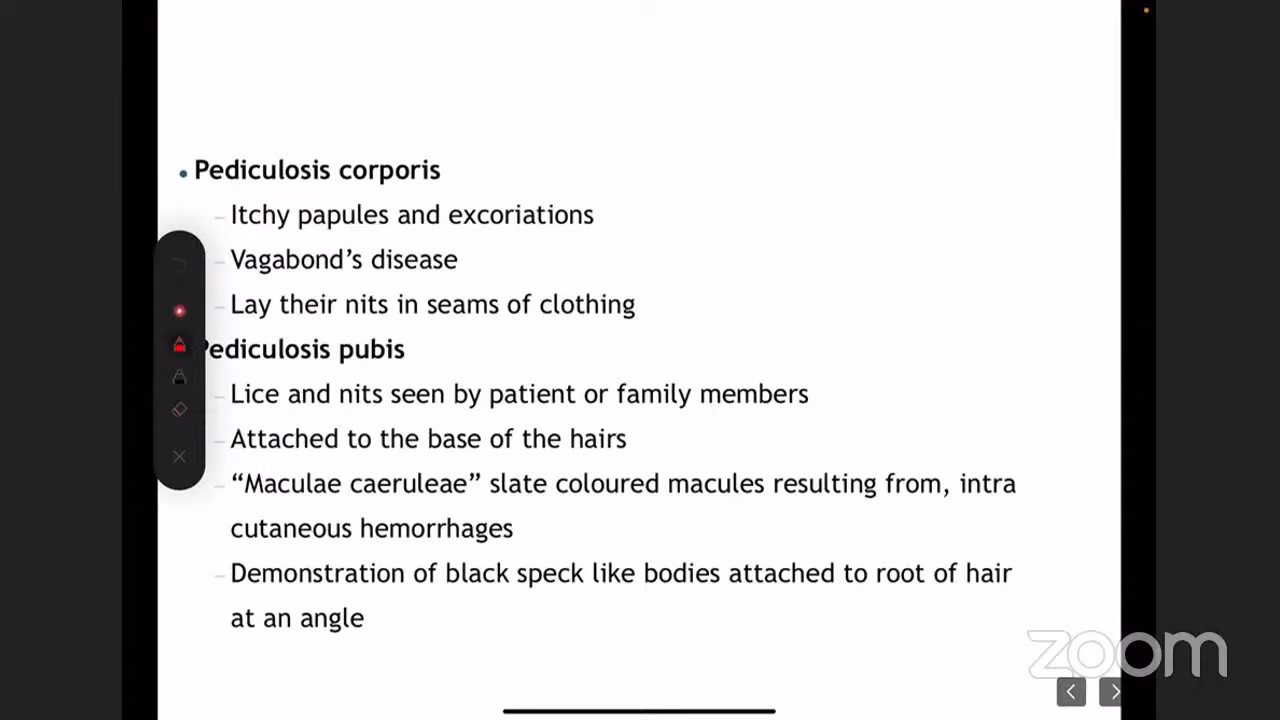 • Pediculosis corporis
– Itchy papules and excoriations
– Vagabond’s disease
– Lay their nits in seams of clothing
Pediculosis pubis
– Lice and nits seen by patient or family members
– Attached to the base of the hairs
– “Maculae caeruleae” slate coloured macules resulting from, intra
cutaneous hemorrhages
– Demonstration of black speck like bodies attached to root of hair
at an angle
zoom